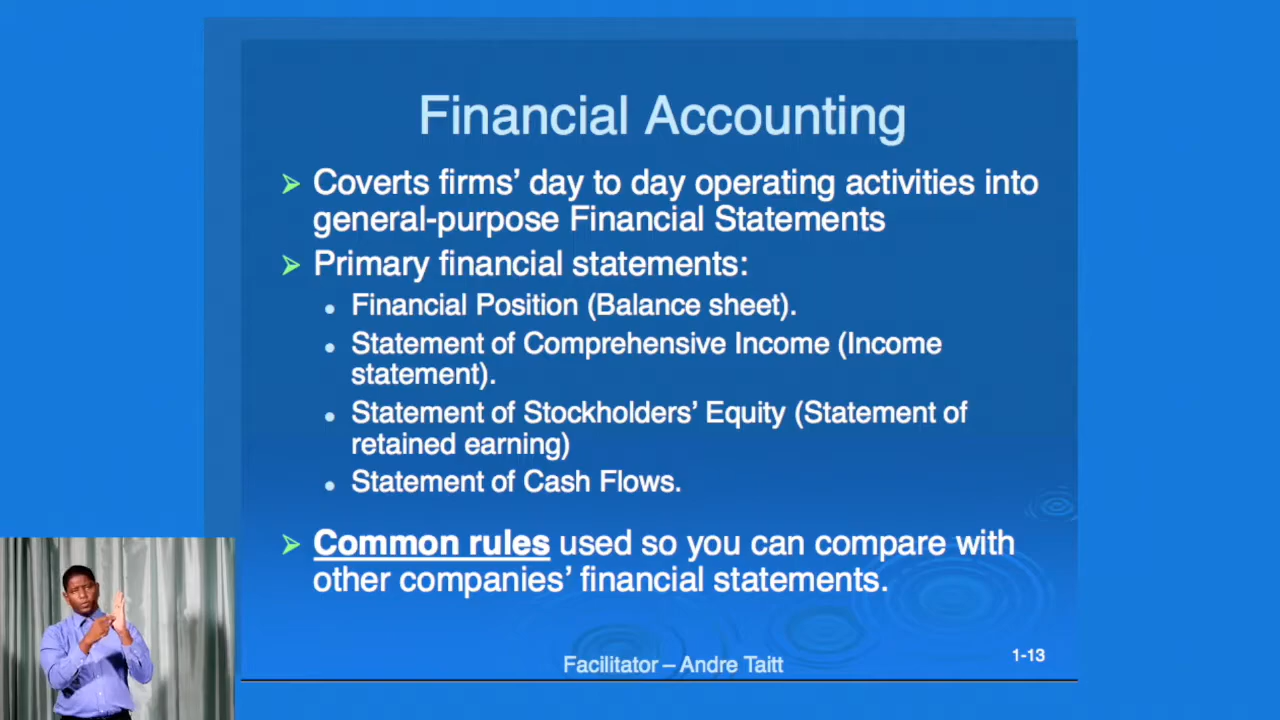 Financial Accounting
Coverts firms’ day to day operating activities into
general-purpose Financial Statements
Primary financial statements:
Financial Position (Balance sheet).
Statement of Comprehensive Income (Income
statement).
Statement of Stockholders’ Equity (Statement of
retained earning)
Statement of Cash Flows.
Common rules used so you can compare with
other companies’ financial statements.
Facilitator – Andre Taitt
1-13